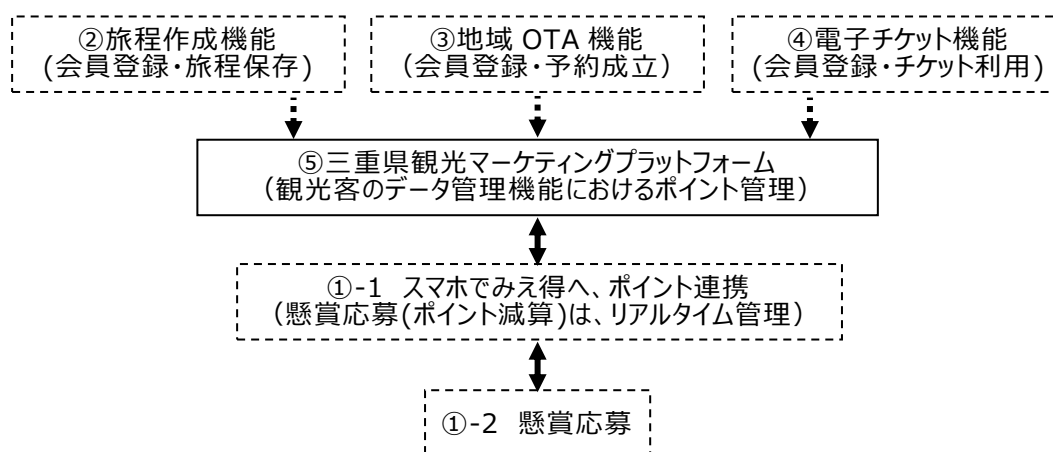 ②旅程作成機能
(会員登録・旅程保存)
③地域 OTA 機能
(会員登録・予約成立）
④電子チケット機能
(会員登録・チケット利用)
⑤三重県観光マーケティングプラットフォーム
（観光客のデータ管理機能におけるポイント管理）
①-1 スマホでみえ得へ、ポイント連携
（懸賞応募(ポイント減算)は、リアルタイム管理）
①-2 懸賞応募